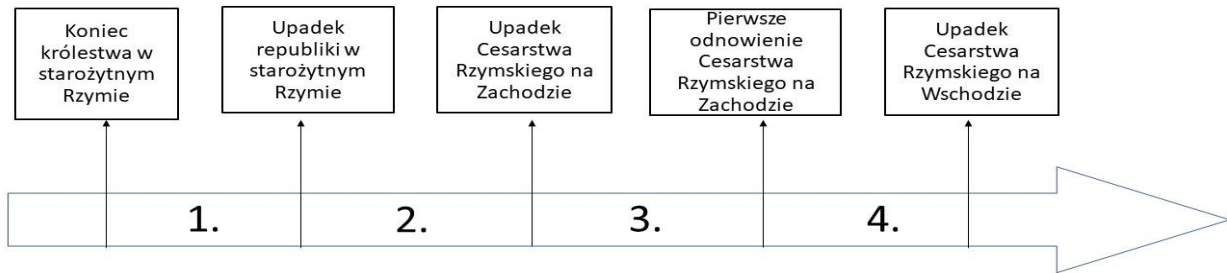 Koniec
królestwa w
starożytnym
Rzymie
Upadek
republiki w
starożytnym
Rzymie
Upadek
Cesarstwa
Rzymskiego na
Zachodzie
Pierwsze
odnowienie
Cesarstwa
Rzymskiego na
Zachodzie
Upadek
Cesarstwa
Rzymskiego na
Wschodzie
1. 2. 3. 4.